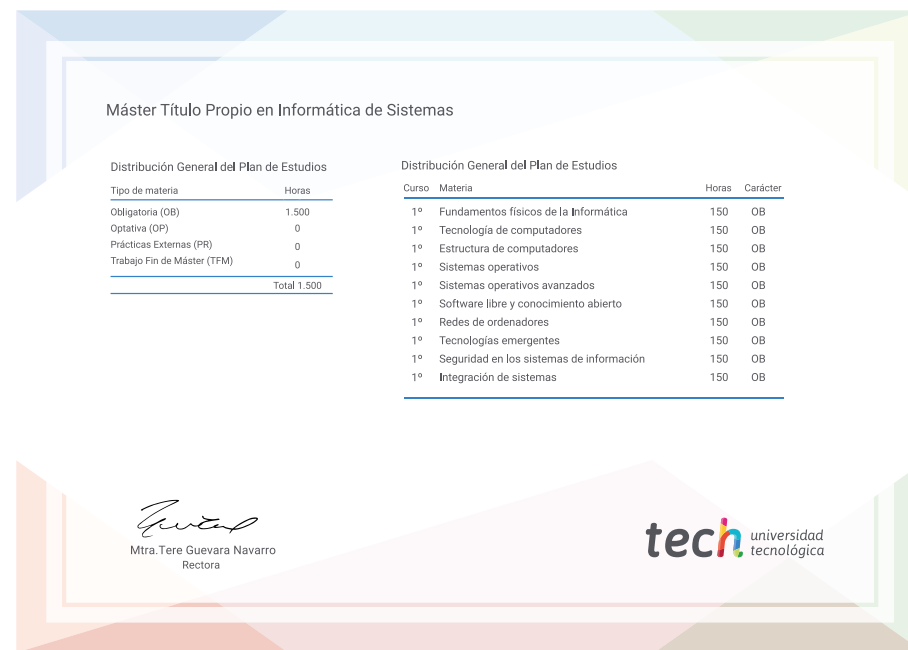 Máster Título Propio en Informática de Sistemas
Distribución General del Plan de Estudios
Tipo de materia Horas
Obligatoria (OB) 1.500
Optativa (OP) 0
Prácticas Externas (PR) 0
Trabajo Fin de Máster (TFM) 0
Total 1.500
Distribución General del Plan de Estudios
Curso Materia Horas Carácter
1º Fundamentos físicos de la Informática 150 OB
1º Tecnología de computadores 150 OB
1º Estructura de computadores 150 OB
1º Sistemas operativos 150 OB
1º Sistemas operativos avanzados 150 OB
1º Software libre y conocimiento abierto 150 OB
1º Redes de ordenadores 150 OB
1º Tecnologías emergentes 150 OB
1º Seguridad en los sistemas de información 150 OB
1º Integración de sistemas 150 OB
Mtra.Tere Guevara Navarro
Rectora
tech universidad
tecnológica